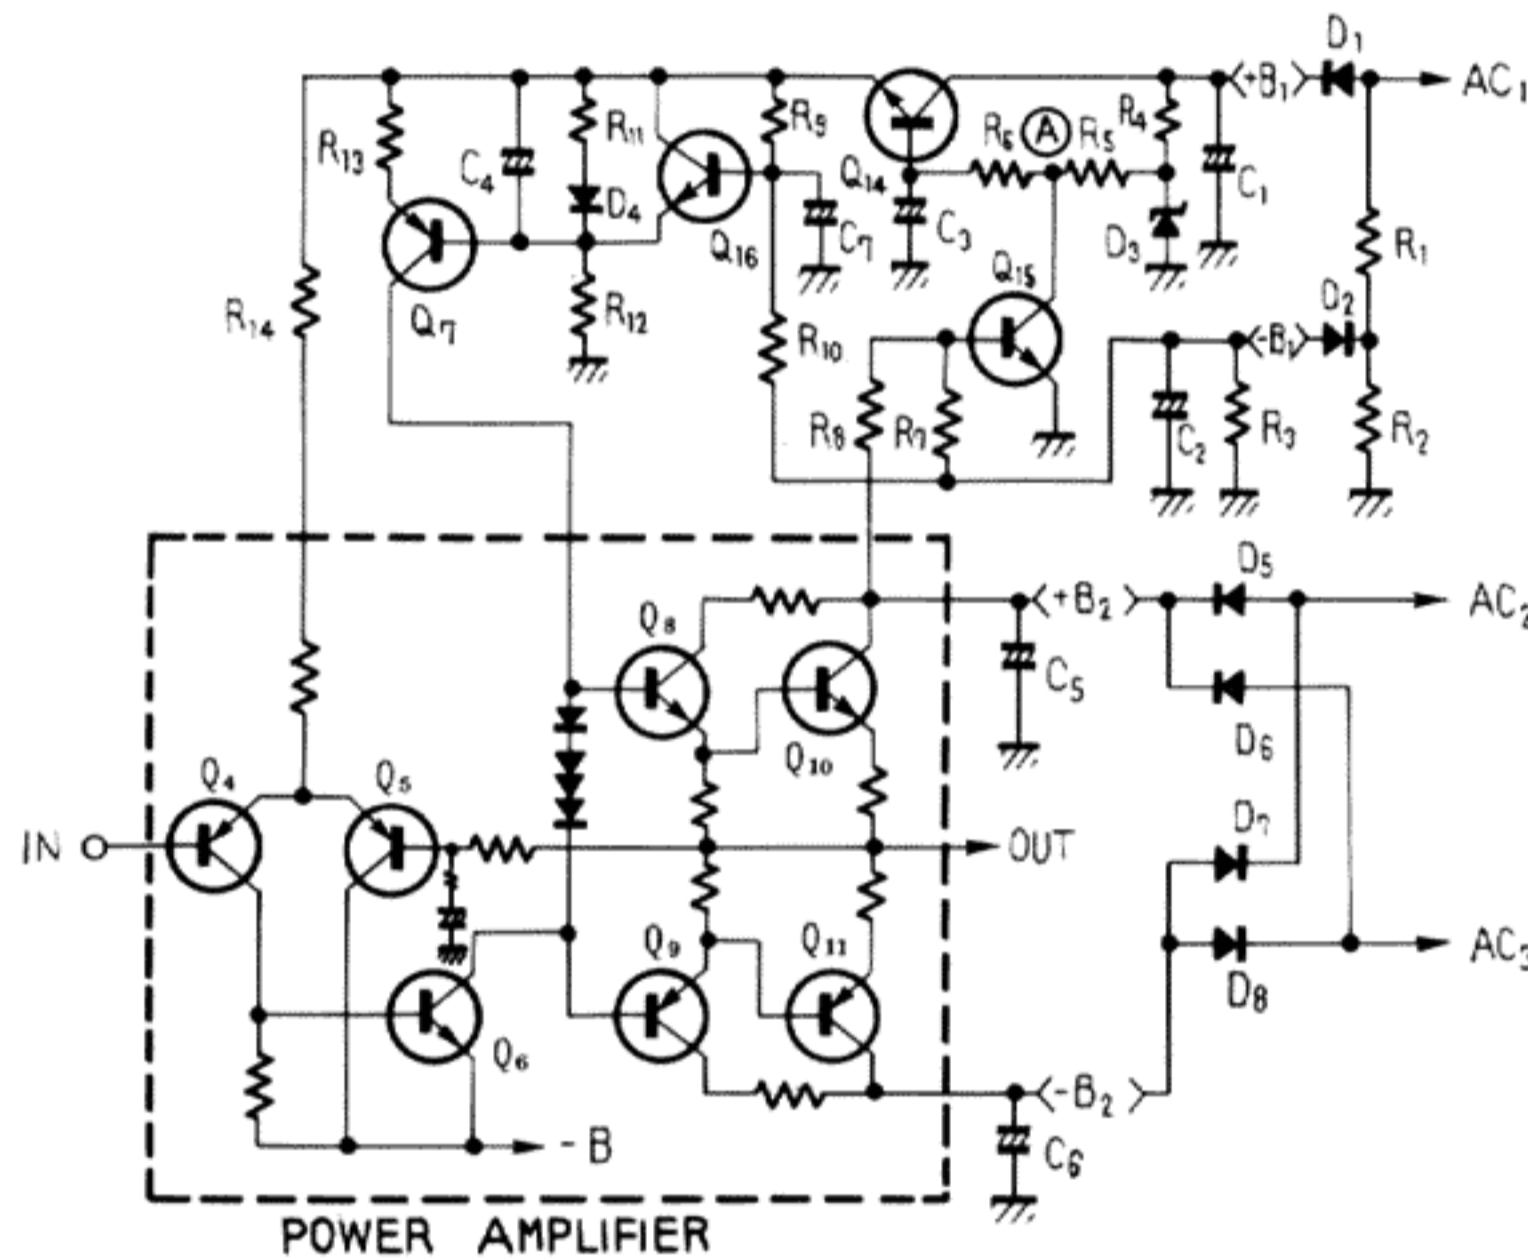 D1
<+B1>
AC1
R13
C4
R11
R9
R6
A
R5
R4
Q14
C1
D4
Q16
C7
C3
D3
R1
Q15
D2
R14
Q7
R12
R10
<-B1>
R8
R7
C2
R3
R2
D5
Q8
<+B2>
AC2
C5
D6
Q10
Q4
Q5
D7
IN
OUT
Q9
Q11
AC3
D8
Q6
<-B2>
-B
C6
POWER AMPLIFIER